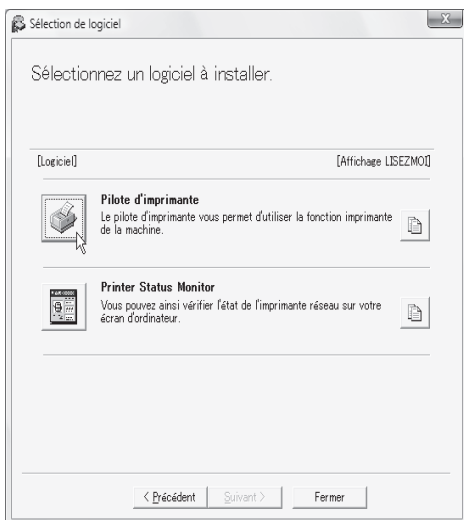 Sélection de logiciel
Sélectionnez un logiciel à installer.
[Logiciel] [Affichage LISEZMOI]
Pilote d'imprimante
Le pilote d'imprimante vous permet d'utiliser la fonction imprimante
de la machine.
Printer Status Monitor
Vous pouvez ainsi vérifier l'état de l'imprimante réseau sur votre
écran d'ordinateur.
< Précédent Suivant > Fermer